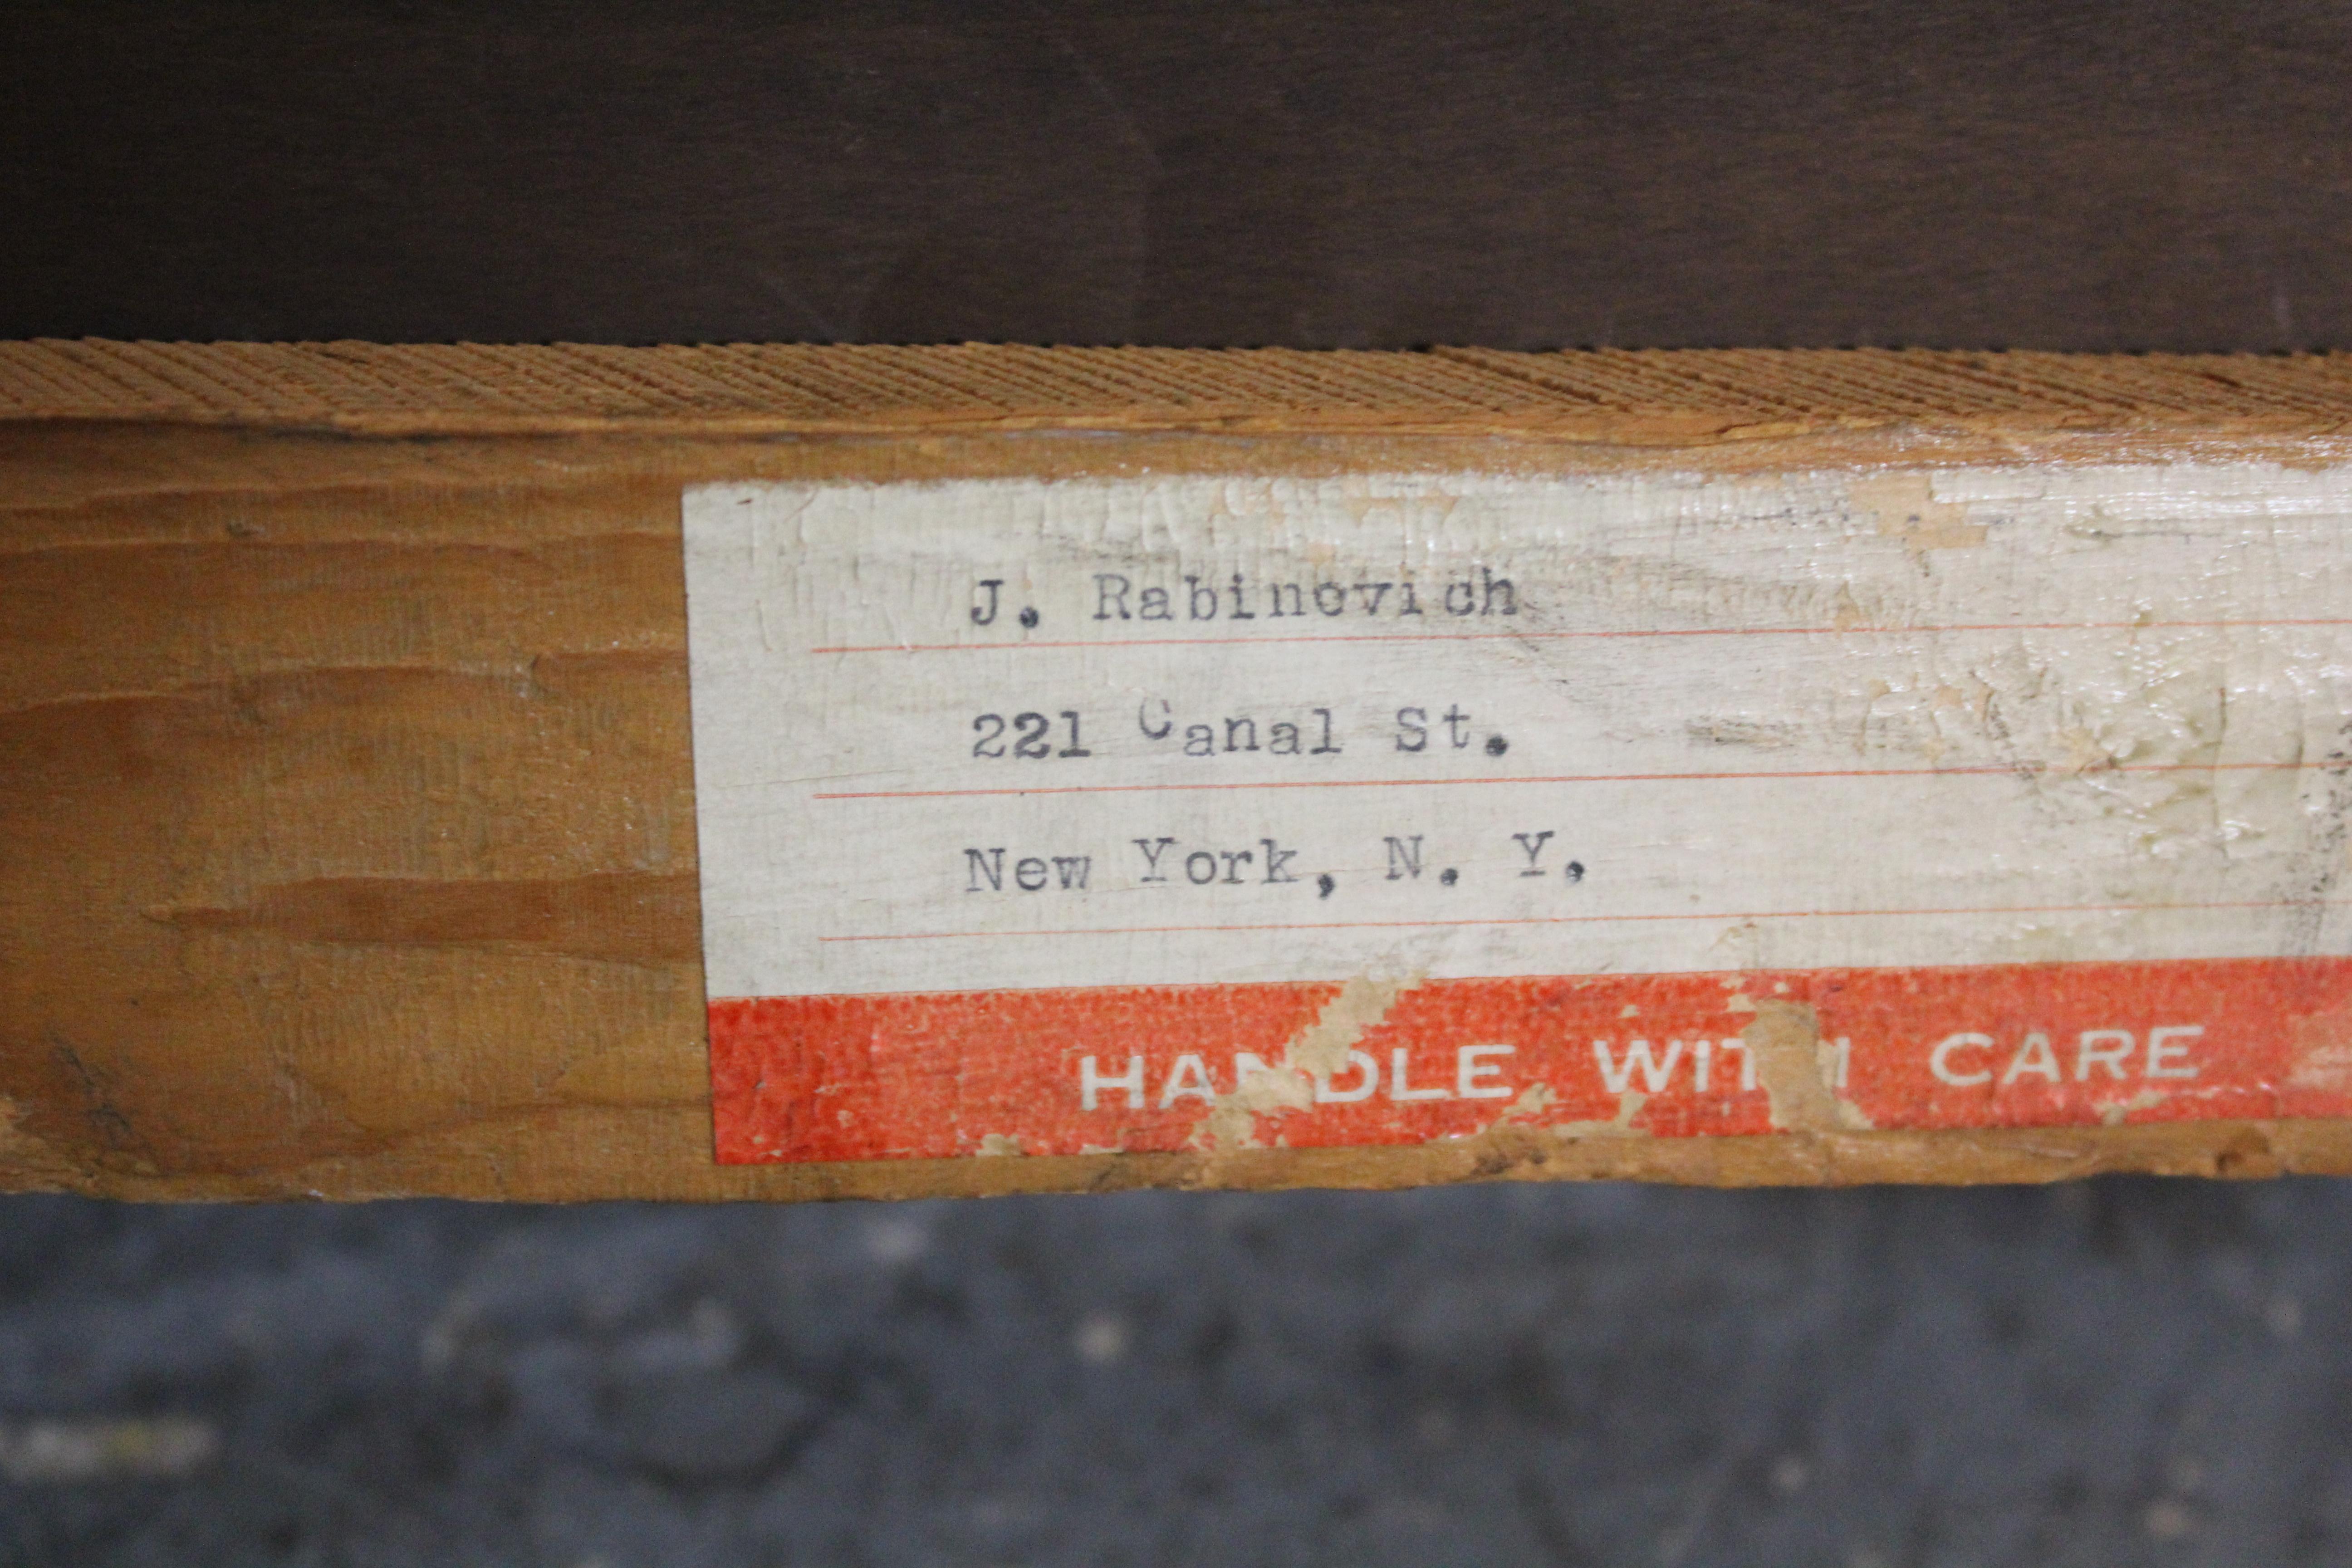 J. Rabinovich
221 Canal St.
New York, N. Y.
HANDLE WITH CARE